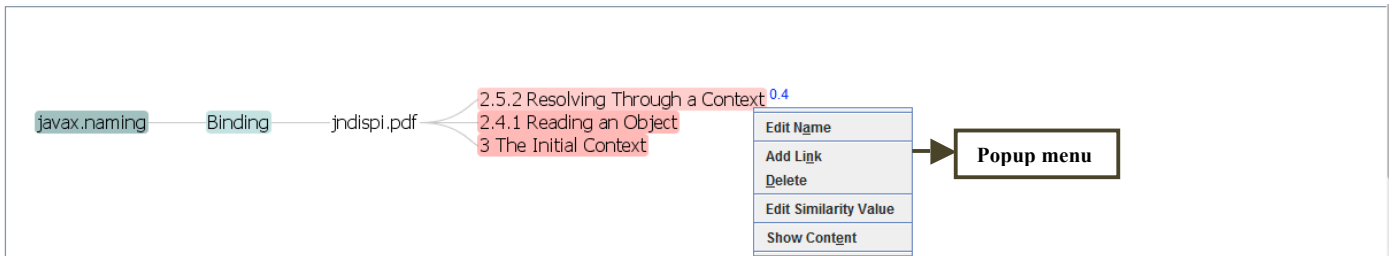 2.5.2 Resolving Through a Context 0.4
javax.naming Binding jndispi.pdf 2.4.1 Reading an Object
3 The Initial Context
Edit Name
Add Link
Delete
Edit Similarity Value
Show Content
Popup menu